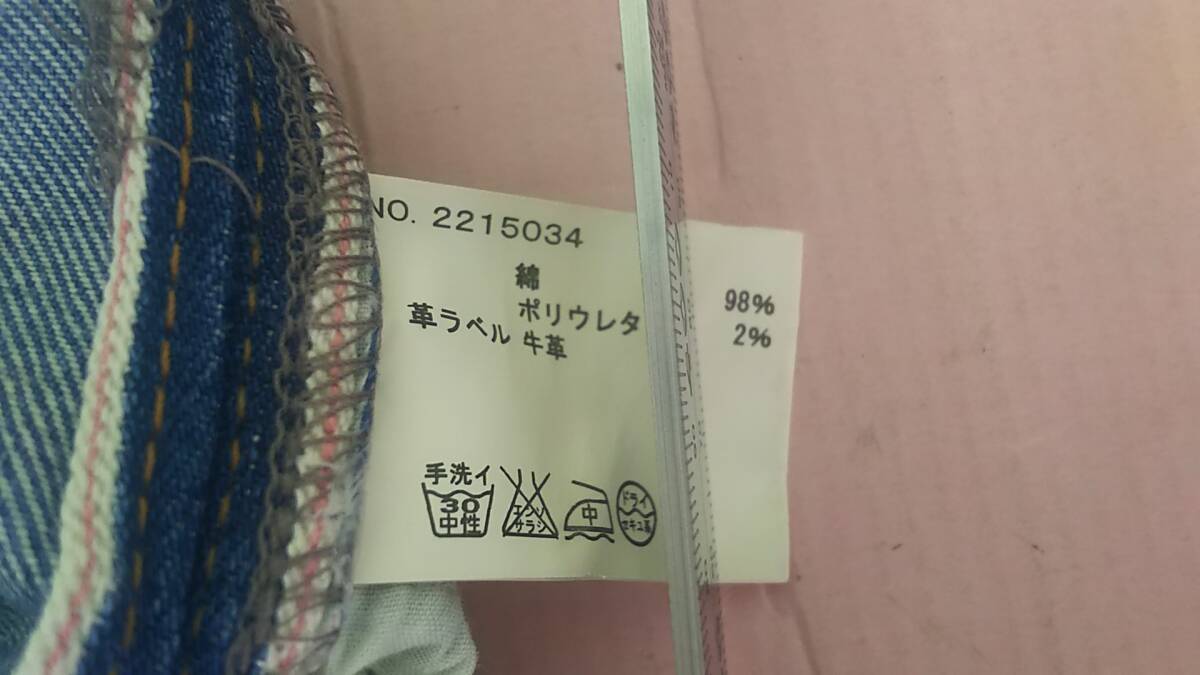 NO. 2215034
綿 98%
ポリウレタ 2%
革ラベル 牛革
手洗イ
30
中性
エンソ
サラシ
中
ドライ
セキユ系